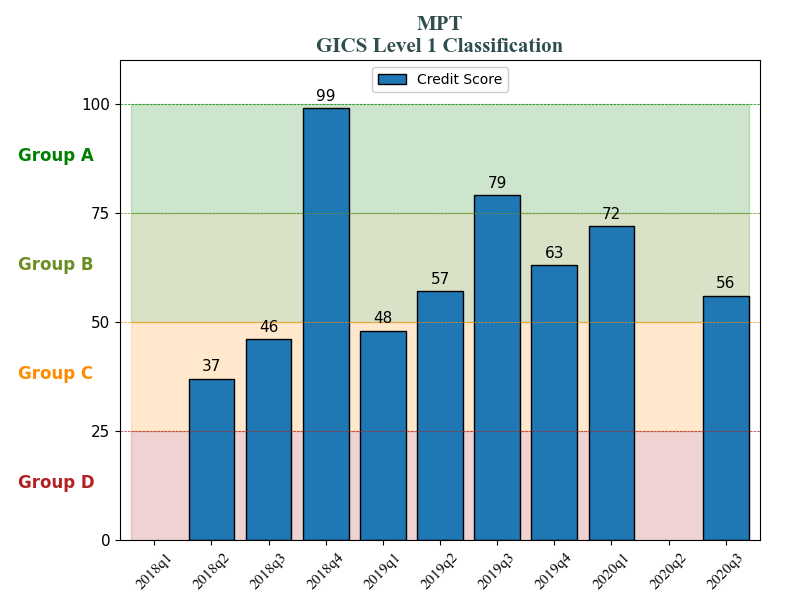 MPT
GICS Level 1 Classification
Credit Score
100
75
50
25
0
Group A
Group B
Group C
Group D
37
46
99
48
57
79
63
72
56
2018q1
2018q2
2018q3
2018q4
2019q1
2019q2
2019q3
2019q4
2020q1
2020q2
2020q3